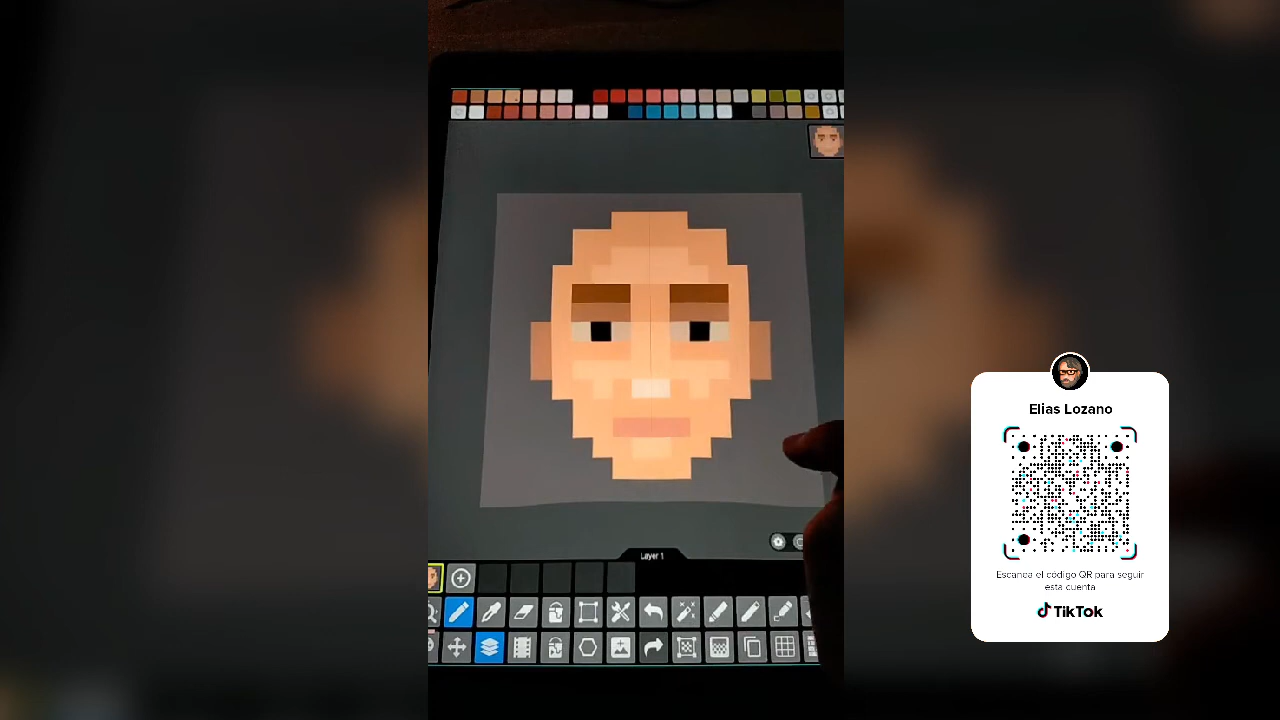 Layer 1
Elias Lozano
Escanea el código QR para seguir
esta cuenta
TikTok